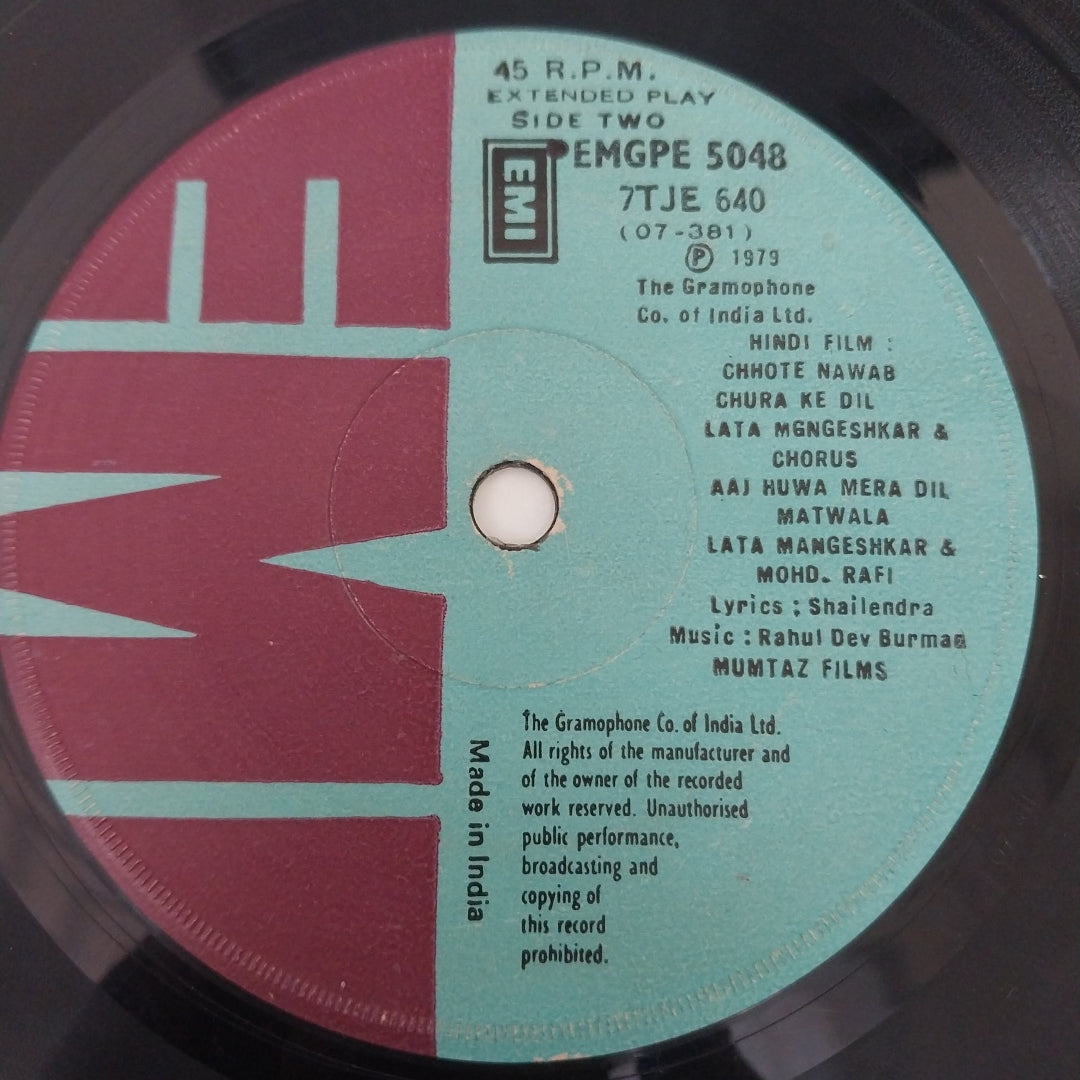 45 R.P.M.
EXTENDED PLAY
SIDE TWO
EMI
EMGPE 5048
7TJE 640
(07-381)
Ⓟ 1979
The Gramophone
Co. of India Ltd.
HINDI FILM :
CHHOTE NAWAB
CHURA KE DIL
LATA MGNGESHKAR &
CHORUS
AAJ HUWA MERA DIL
MATWALA
LATA MANGESHKAR &
MOHD. RAFI
Lyrics ; Shailendra
Music : Rahul Dev Burman
MUMTAZ FILMS
The Gramophone Co. of India Ltd.
All rights of the manufacturer and
of the owner of the recorded
work reserved. Unauthorised
public performance,
broadcasting and
copying of
this record
prohibited.
Made in India
EMI